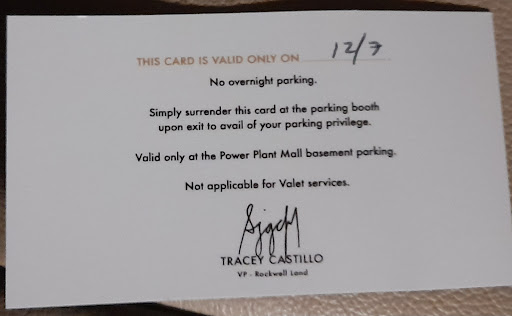 THIS CARD IS VALID ONLY ON 12/7
No overnight parking.
Simply surrender this card at the parking booth
upon exit to avail of your parking privilege.
Valid only at the Power Plant Mall basement parking.
Not applicable for Valet services.
TRACEY CASTILLO
VP - Rockwell Land